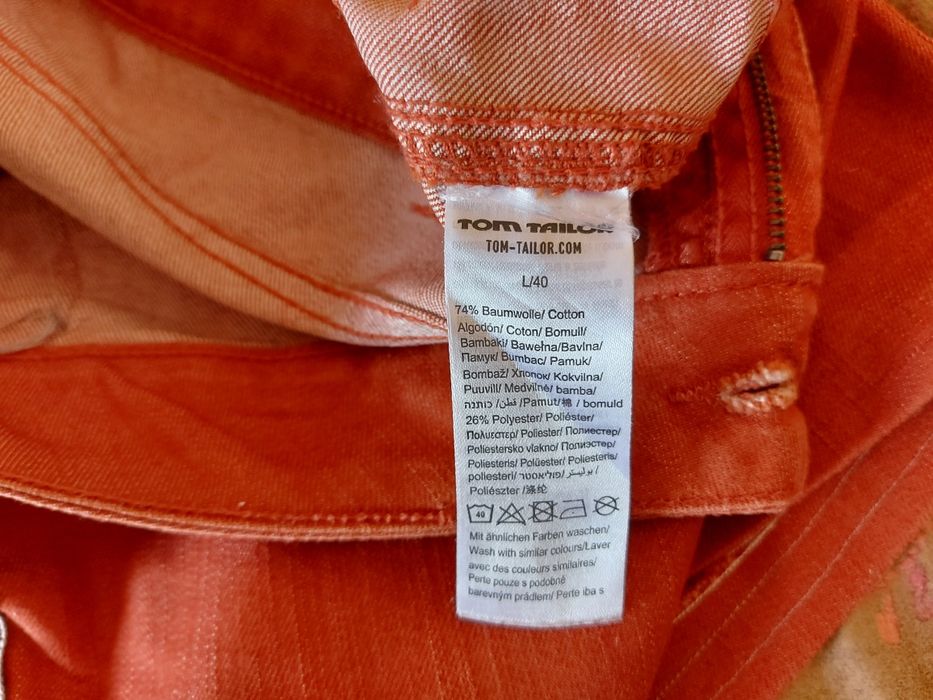 TOM TAILOR
TOM-TAILOR.COM
L/40
74% Baumwolle/ Cotton
Algodón/ Coton/ Bomull/
Bambaki/ Bawełna/Bavlna/
Памук/ Bumbac/ Pamuk/
Bombaž/ Хлопок/ Kokvilna/
Puuvill/ Medvilnė/ bamba/
כותנה/ قطن/ /Pamut/棉 / bomuld
26% Polyester/ Poliéster/
Πολυεστερ/ Poliester/ Полиестер/
Poliestersko vlakno/ Полиэстер/
Poliesteris/ Polüester/ Poliesteris/
poliesteri/ פוליאסטר/ بوليستر/
Poliészter /涤纶
40
Mit ähnlichen Farben waschen/
Wash with similar colours/Laver
avec des couleurs similaires/
Perte pouze s podobně
barevným prádlem/ Perte iba s